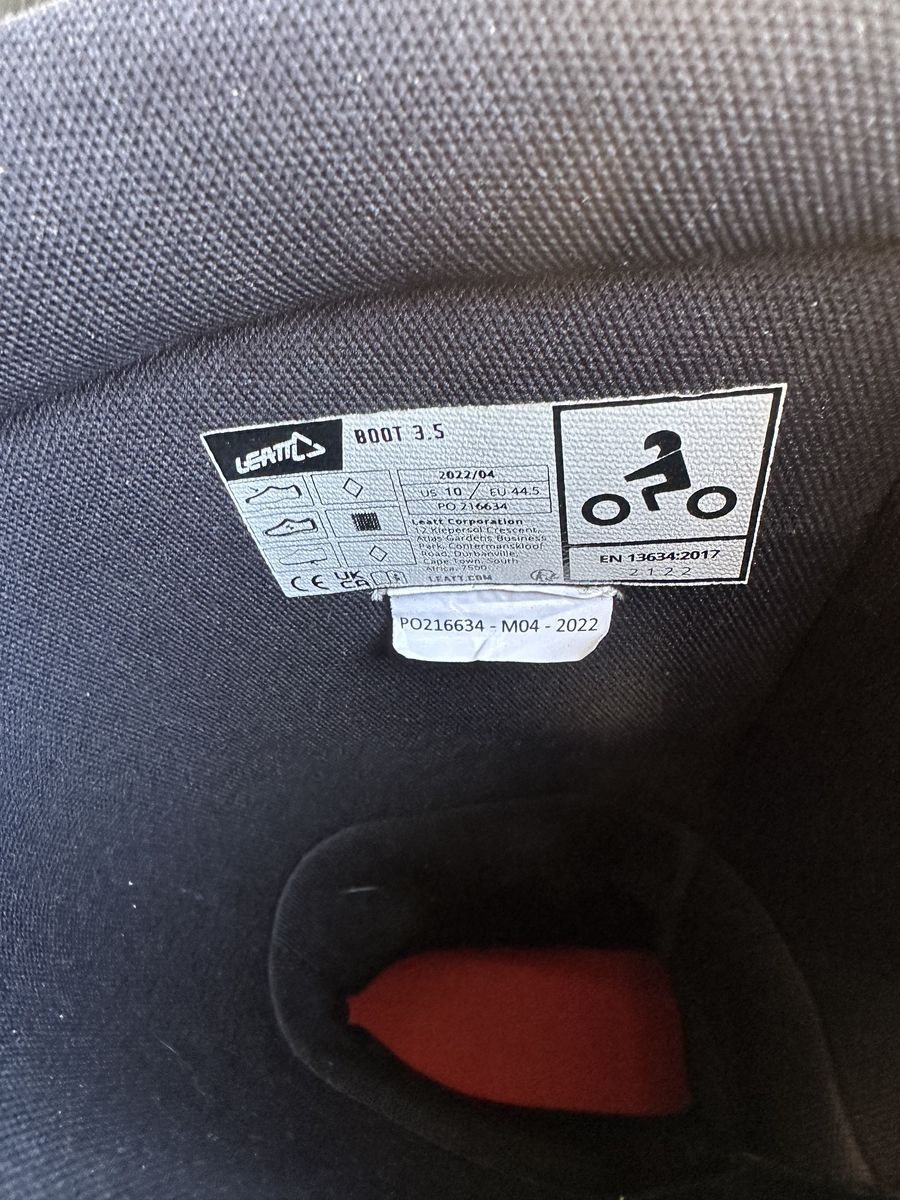 LEATT
BOOT 3.5
2022/04
US 10 / EU 44.5
PO 216634
Leatt Corporation
12 Kiepersol Crescent,
Atlas Gardens Business
Park, Contermanskloof
Road, Durbanville,
Cape Town, South
Africa, 7550
LEATT.COM
CE UK CA
EN 13634:2017
2 1 2 2
PO216634 - M04 - 2022